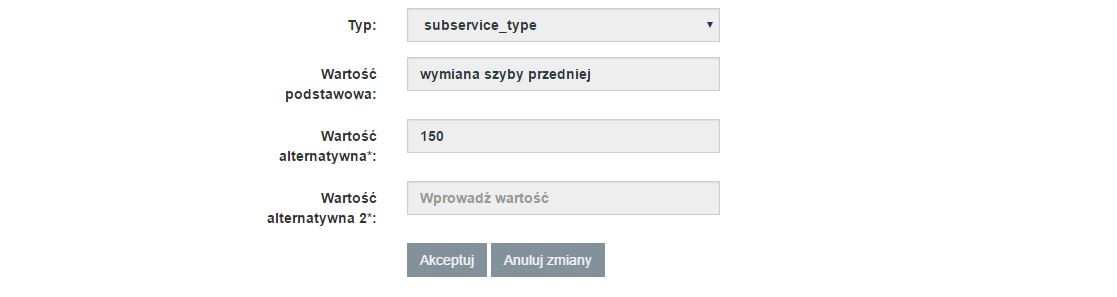 Typ:
subservice_type
Wartość
podstawowa:
wymiana szyby przedniej
Wartość
alternatywna*:
150
Wartość
alternatywna 2*:
Wprowadź wartość
Akceptuj
Anuluj zmiany